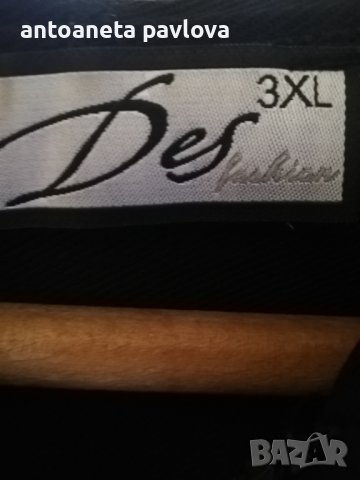 antoaneta pavlova
3XL
Des
fashion
BAZAR